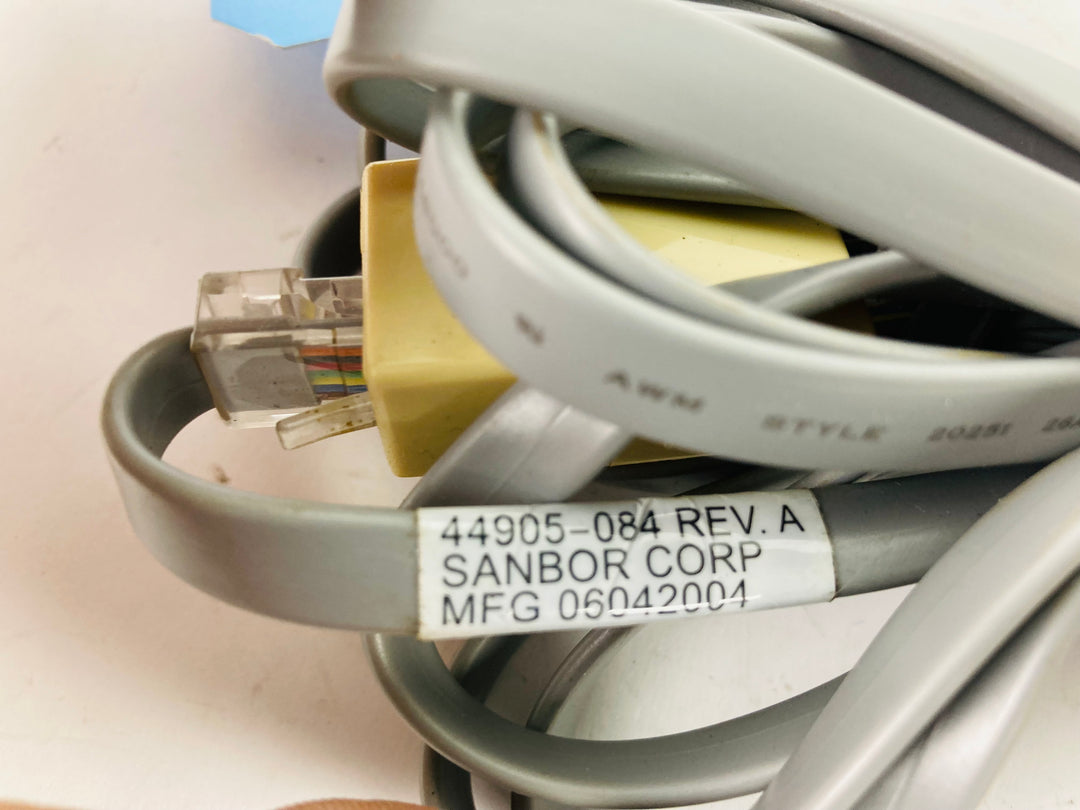 AWM STYLE 20251
44905-084 REV. A
SANBOR CORP
MFG 06042004